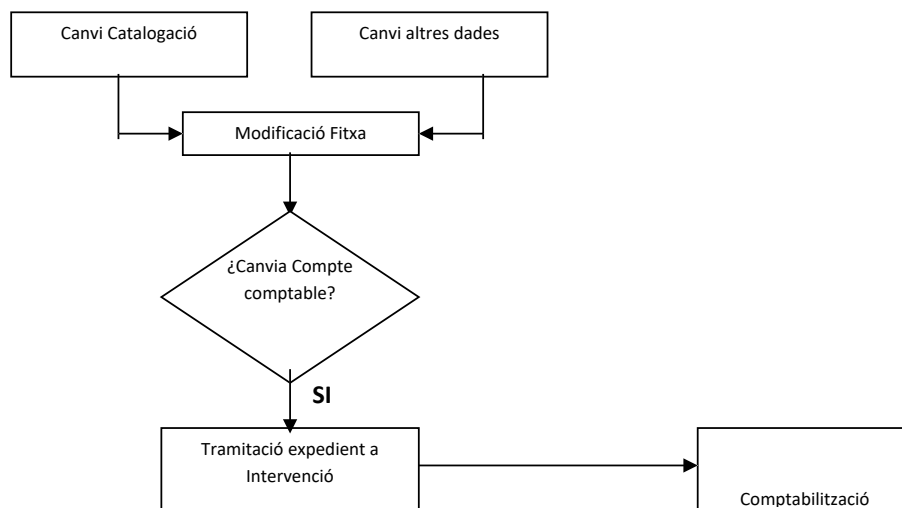 Canvi Catalogació
Canvi altres dades
Modificació Fitxa
¿Canvia Compte
comptable?
SI
Tramitació expedient a
Intervenció
Comptabilització